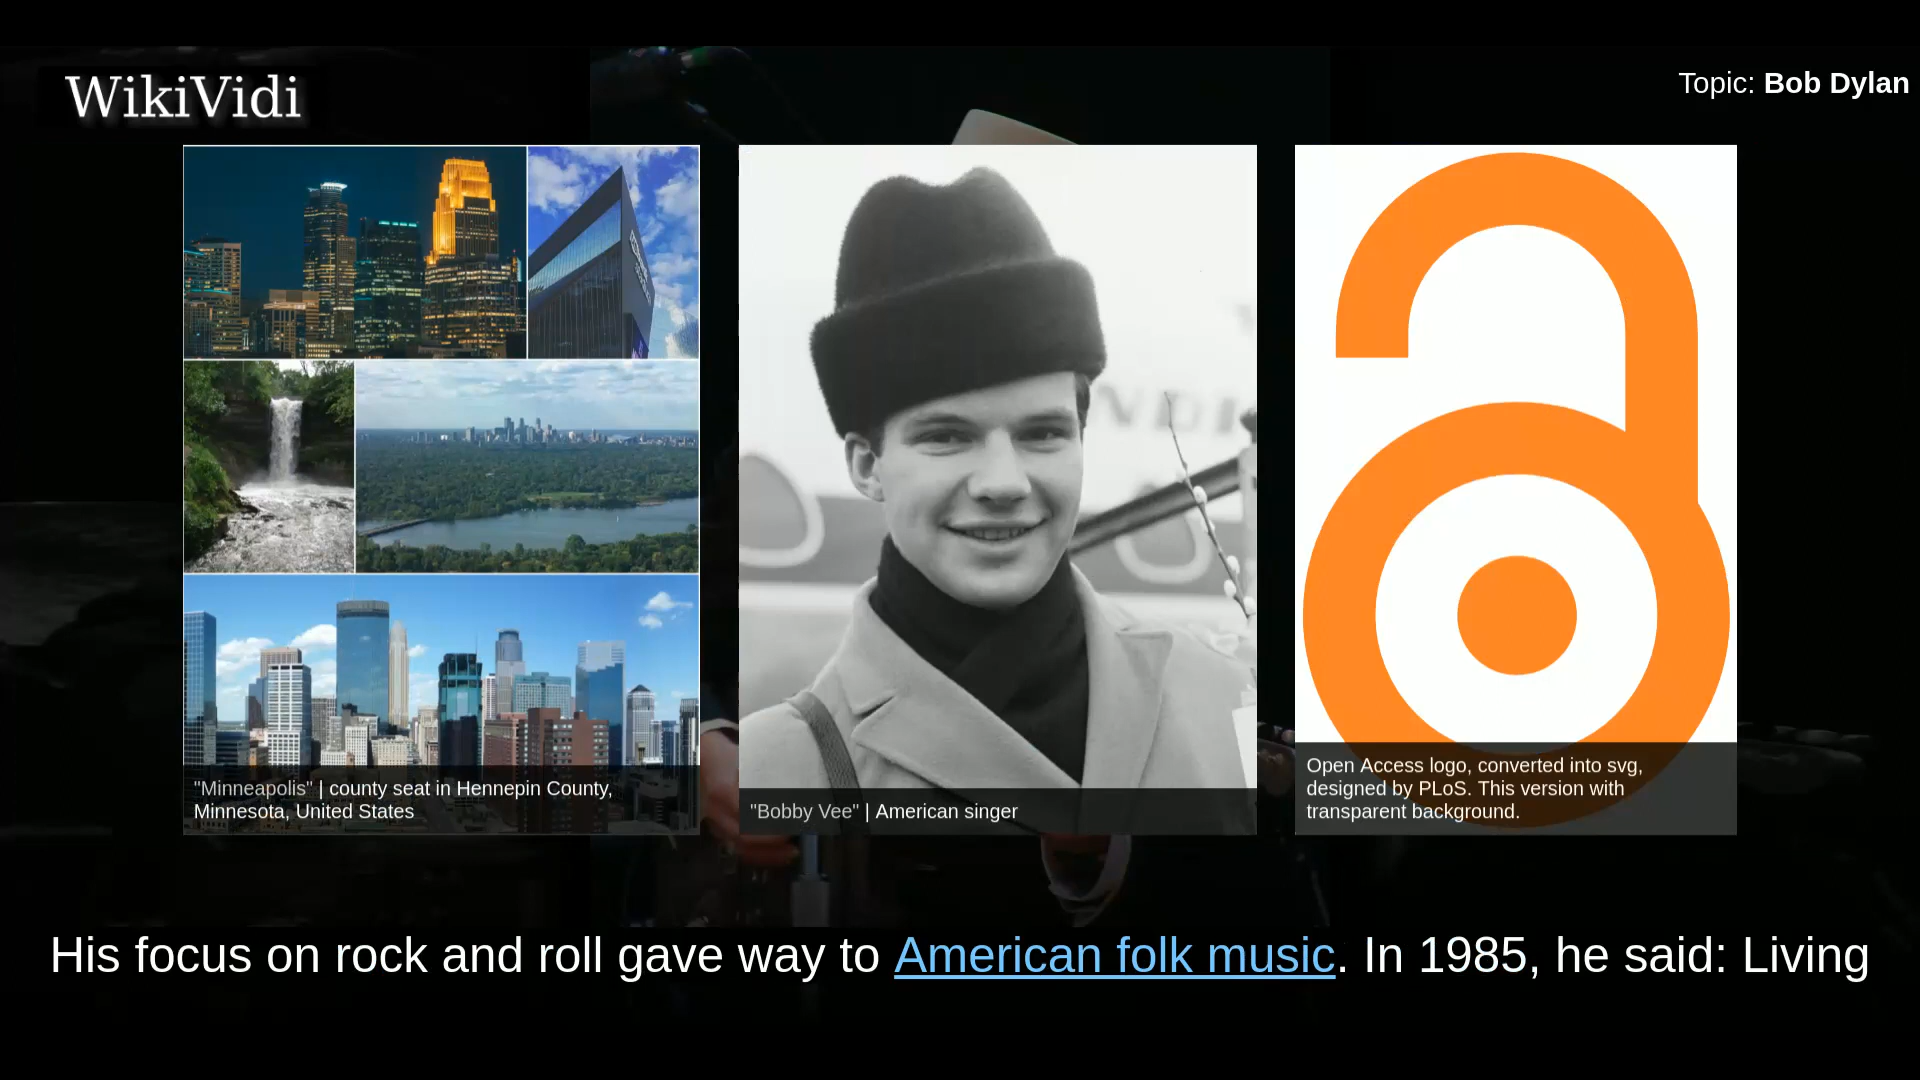 WikiVidi
Topic: Bob Dylan
"Minneapolis" | county seat in Hennepin County,
Minnesota, United States
"Bobby Vee" | American singer
Open Access logo, converted into svg,
designed by PLoS. This version with
transparent background.
His focus on rock and roll gave way to American folk music. In 1985, he said: Living